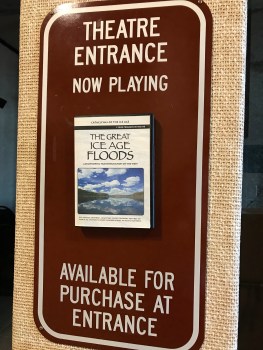 THEATRE
ENTRANCE
NOW PLAYING
THE GREAT
ICE AGE
FLOODS
AVAILABLE FOR
PURCHASE AT
ENTRANCE